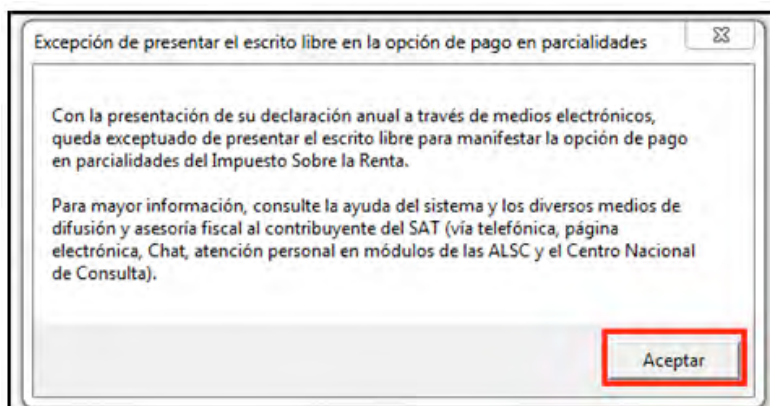 Excepción de presentar el escrito libre en la opción de pago en parcialidades
Con la presentación de su declaración anual a través de medios electrónicos,
queda exceptuado de presentar el escrito libre para manifestar la opción de pago
en parcialidades del Impuesto Sobre la Renta.
Para mayor información, consulte la ayuda del sistema y los diversos medios de
difusión y asesoría fiscal al contribuyente del SAT (vía telefónica, página
electrónica, Chat, atención personal en módulos de las ALSC y el Centro Nacional
de Consulta).
Aceptar